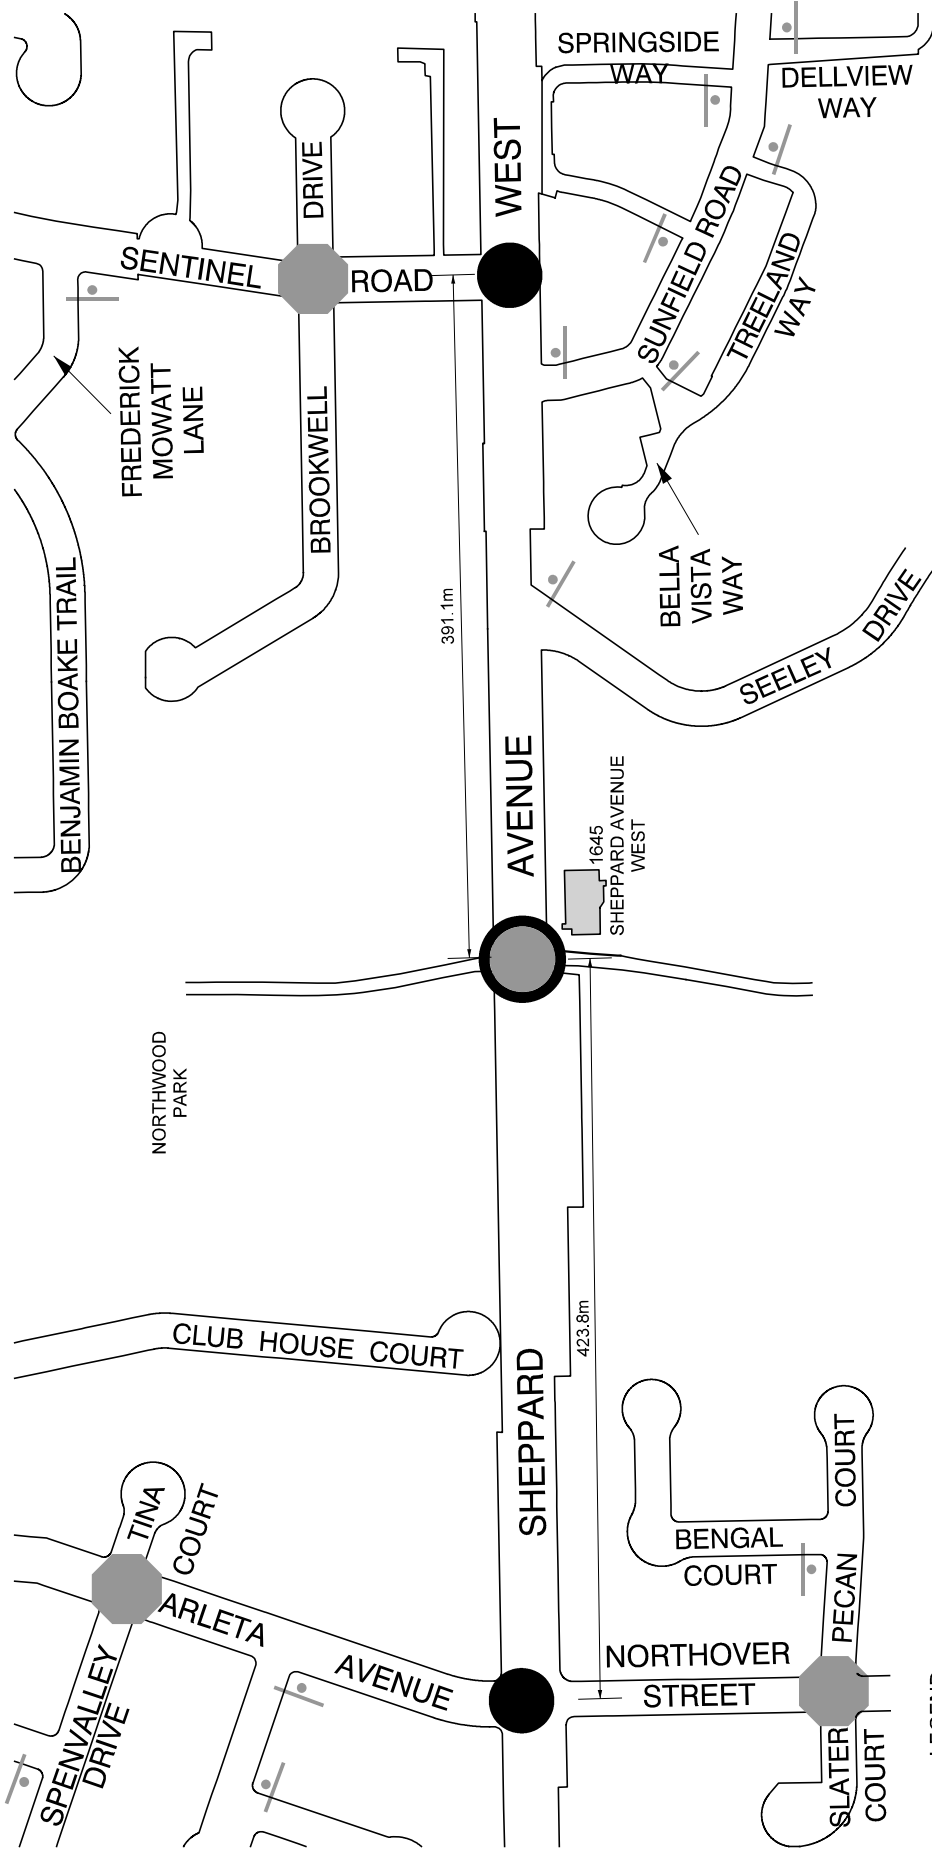 SPRINGSIDE
WAY
DELLVIEW
WAY
WEST
DRIVE
SENTINEL
ROAD
SUNFIELD ROAD
TREELAND
WAY
FREDERICK
MOWATT
LANE
BROOKWELL
BELLA
VISTA
WAY
391.1m
BENJAMIN BOAKE TRAIL
SEELEY
DRIVE
AVENUE
1645
SHEPPARD AVENUE
WEST
NORTHWOOD
PARK
423.8m
CLUB HOUSE COURT
SHEPPARD
TINA
COURT
COURT
BENGAL
COURT
PECAN
ARLETA
AVENUE
NORTHOVER
STREET
SPENVALLEY
DRIVE
SLATER
COURT